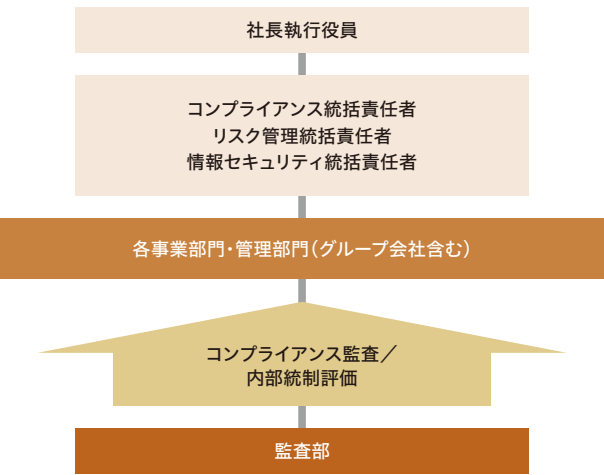 社長執行役員
コンプライアンス統括責任者
リスク管理統括責任者
情報セキュリティ統括責任者
各事業部門・管理部門（グループ会社含む）
コンプライアンス監査／
内部統制評価
監査部